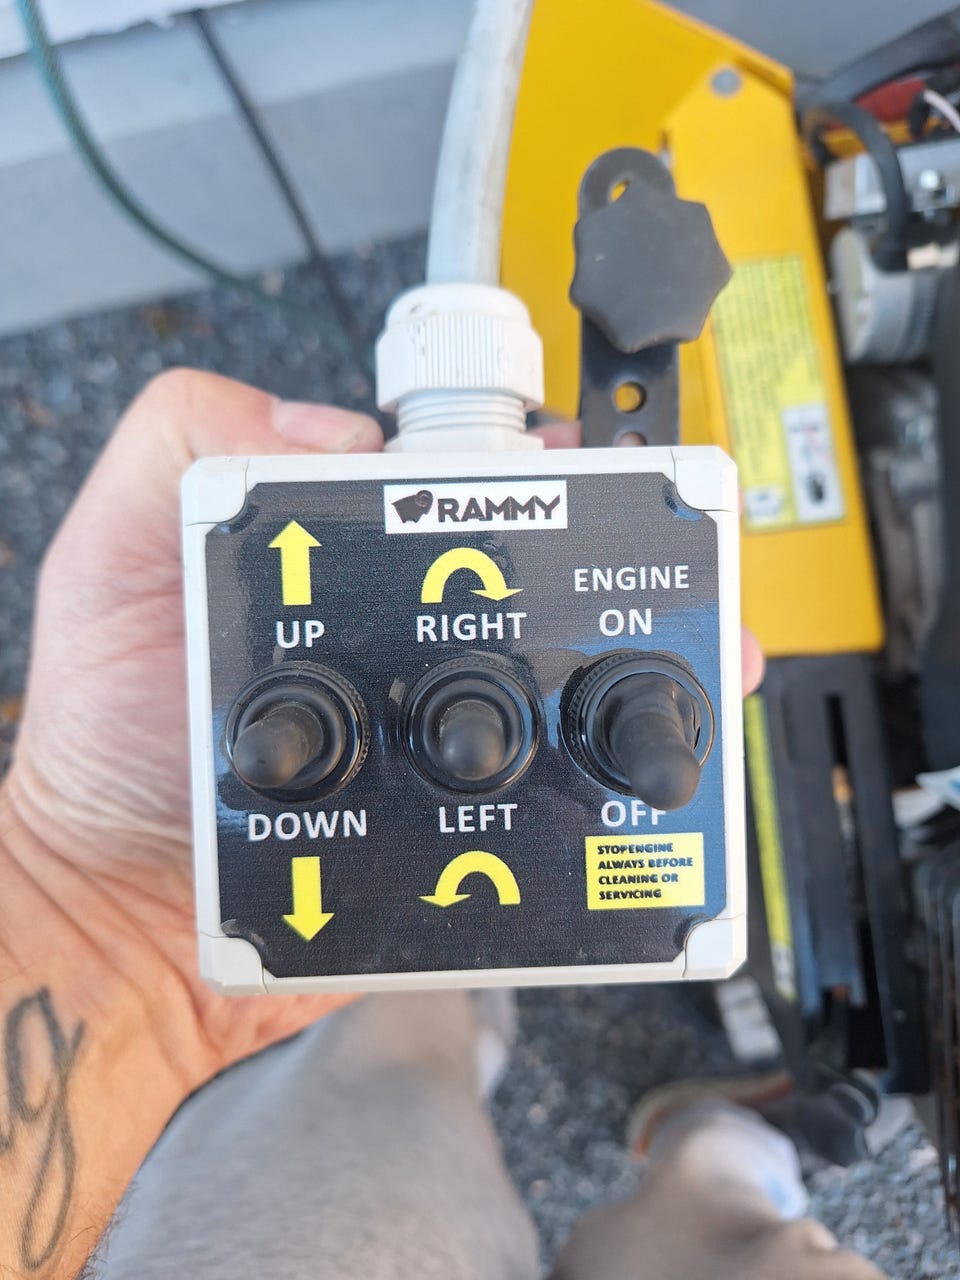 RAMMY
UP
RIGHT
ENGINE
ON
DOWN
LEFT
OFF
STOPENGINE
ALWAYS BEFORE
CLEANING OR
SERVICING